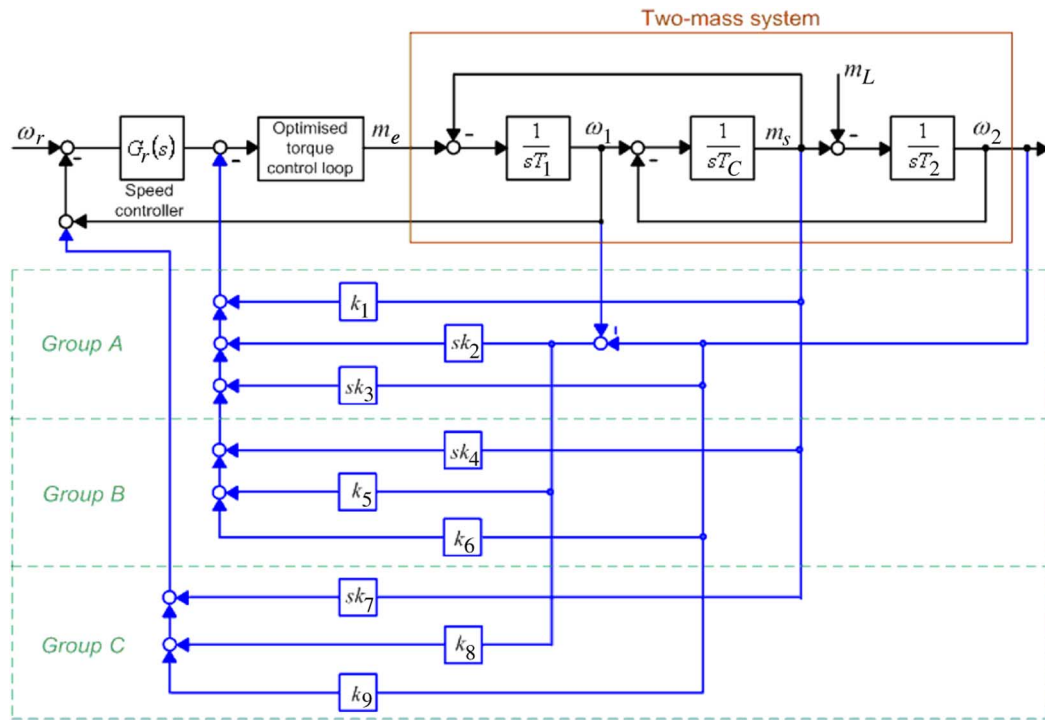 Two-mass system
m_L
ω_r
G_r(s)
Optimised
torque
control loop
m_e
1
sT_1
ω_1
1
sT_C
m_s
1
sT_2
ω_2
Speed
controller
k_1
Group A
sk_2
sk_3
sk_4
Group B
k_5
k_6
sk_7
Group C
k_8
k_9